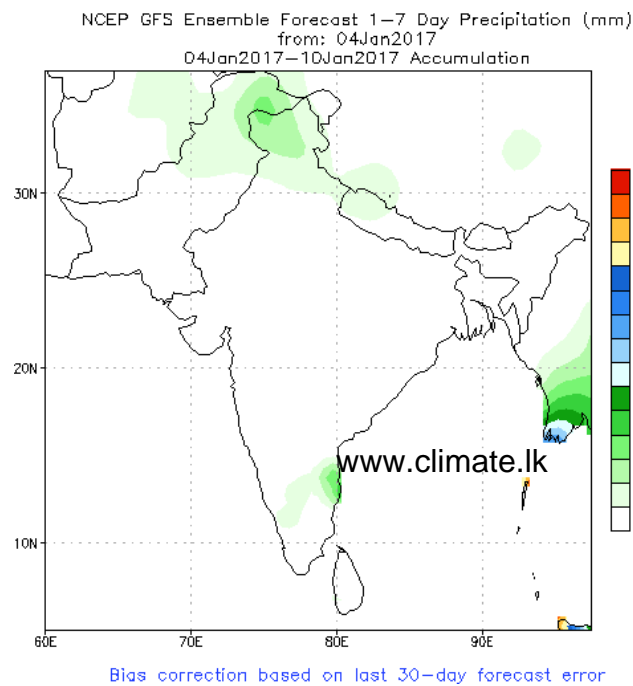 NCEP GFS Ensemble Forecast 1-7 Day Precipitation (mm)
from: 04Jan2017
04Jan2017-10Jan2017 Accumulation
30N
20N
www.climate.lk
10N
60E 70E 80E 90E
Bias correction based on last 30-day forecast error